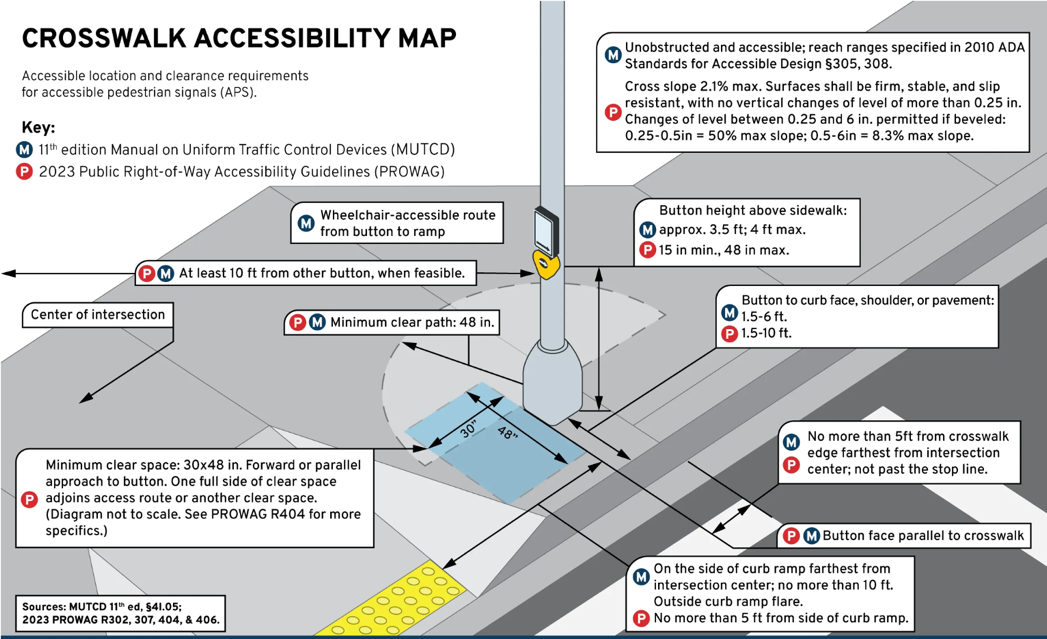 CROSSWALK ACCESSIBILITY MAP
Accessible location and clearance requirements
for accessible pedestrian signals (APS).
Key:
M 11th edition Manual on Uniform Traffic Control Devices (MUTCD)
P 2023 Public Right-of-Way Accessibility Guidelines (PROWAG)
M Unobstructed and accessible; reach ranges specified in 2010 ADA
Standards for Accessible Design §305, 308.
P Cross slope 2.1% max. Surfaces shall be firm, stable, and slip
resistant, with no vertical changes of level of more than 0.25 in.
Changes of level between 0.25 and 6 in. permitted if beveled:
0.25-0.5in = 50% max slope; 0.5-6in = 8.3% max slope.
M Wheelchair-accessible route
from button to ramp
Button height above sidewalk:
M approx. 3.5 ft; 4 ft max.
P 15 in min., 48 in max.
P M At least 10 ft from other button, when feasible.
Center of intersection
P M Minimum clear path: 48 in.
Button to curb face, shoulder, or pavement:
M 1.5-6 ft.
P 1.5-10 ft.
30"
48"
M P No more than 5ft from crosswalk
edge farthest from intersection
center; not past the stop line.
P Minimum clear space: 30x48 in. Forward or parallel
approach to button. One full side of clear space
adjoins access route or another clear space.
(Diagram not to scale. See PROWAG R404 for more
specifics.)
P M Button face parallel to crosswalk
M On the side of curb ramp farthest from
intersection center; no more than 10 ft.
Outside curb ramp flare.
P No more than 5 ft from side of curb ramp.
Sources: MUTCD 11th ed, §4I.05;
2023 PROWAG R302, 307, 404, & 406.